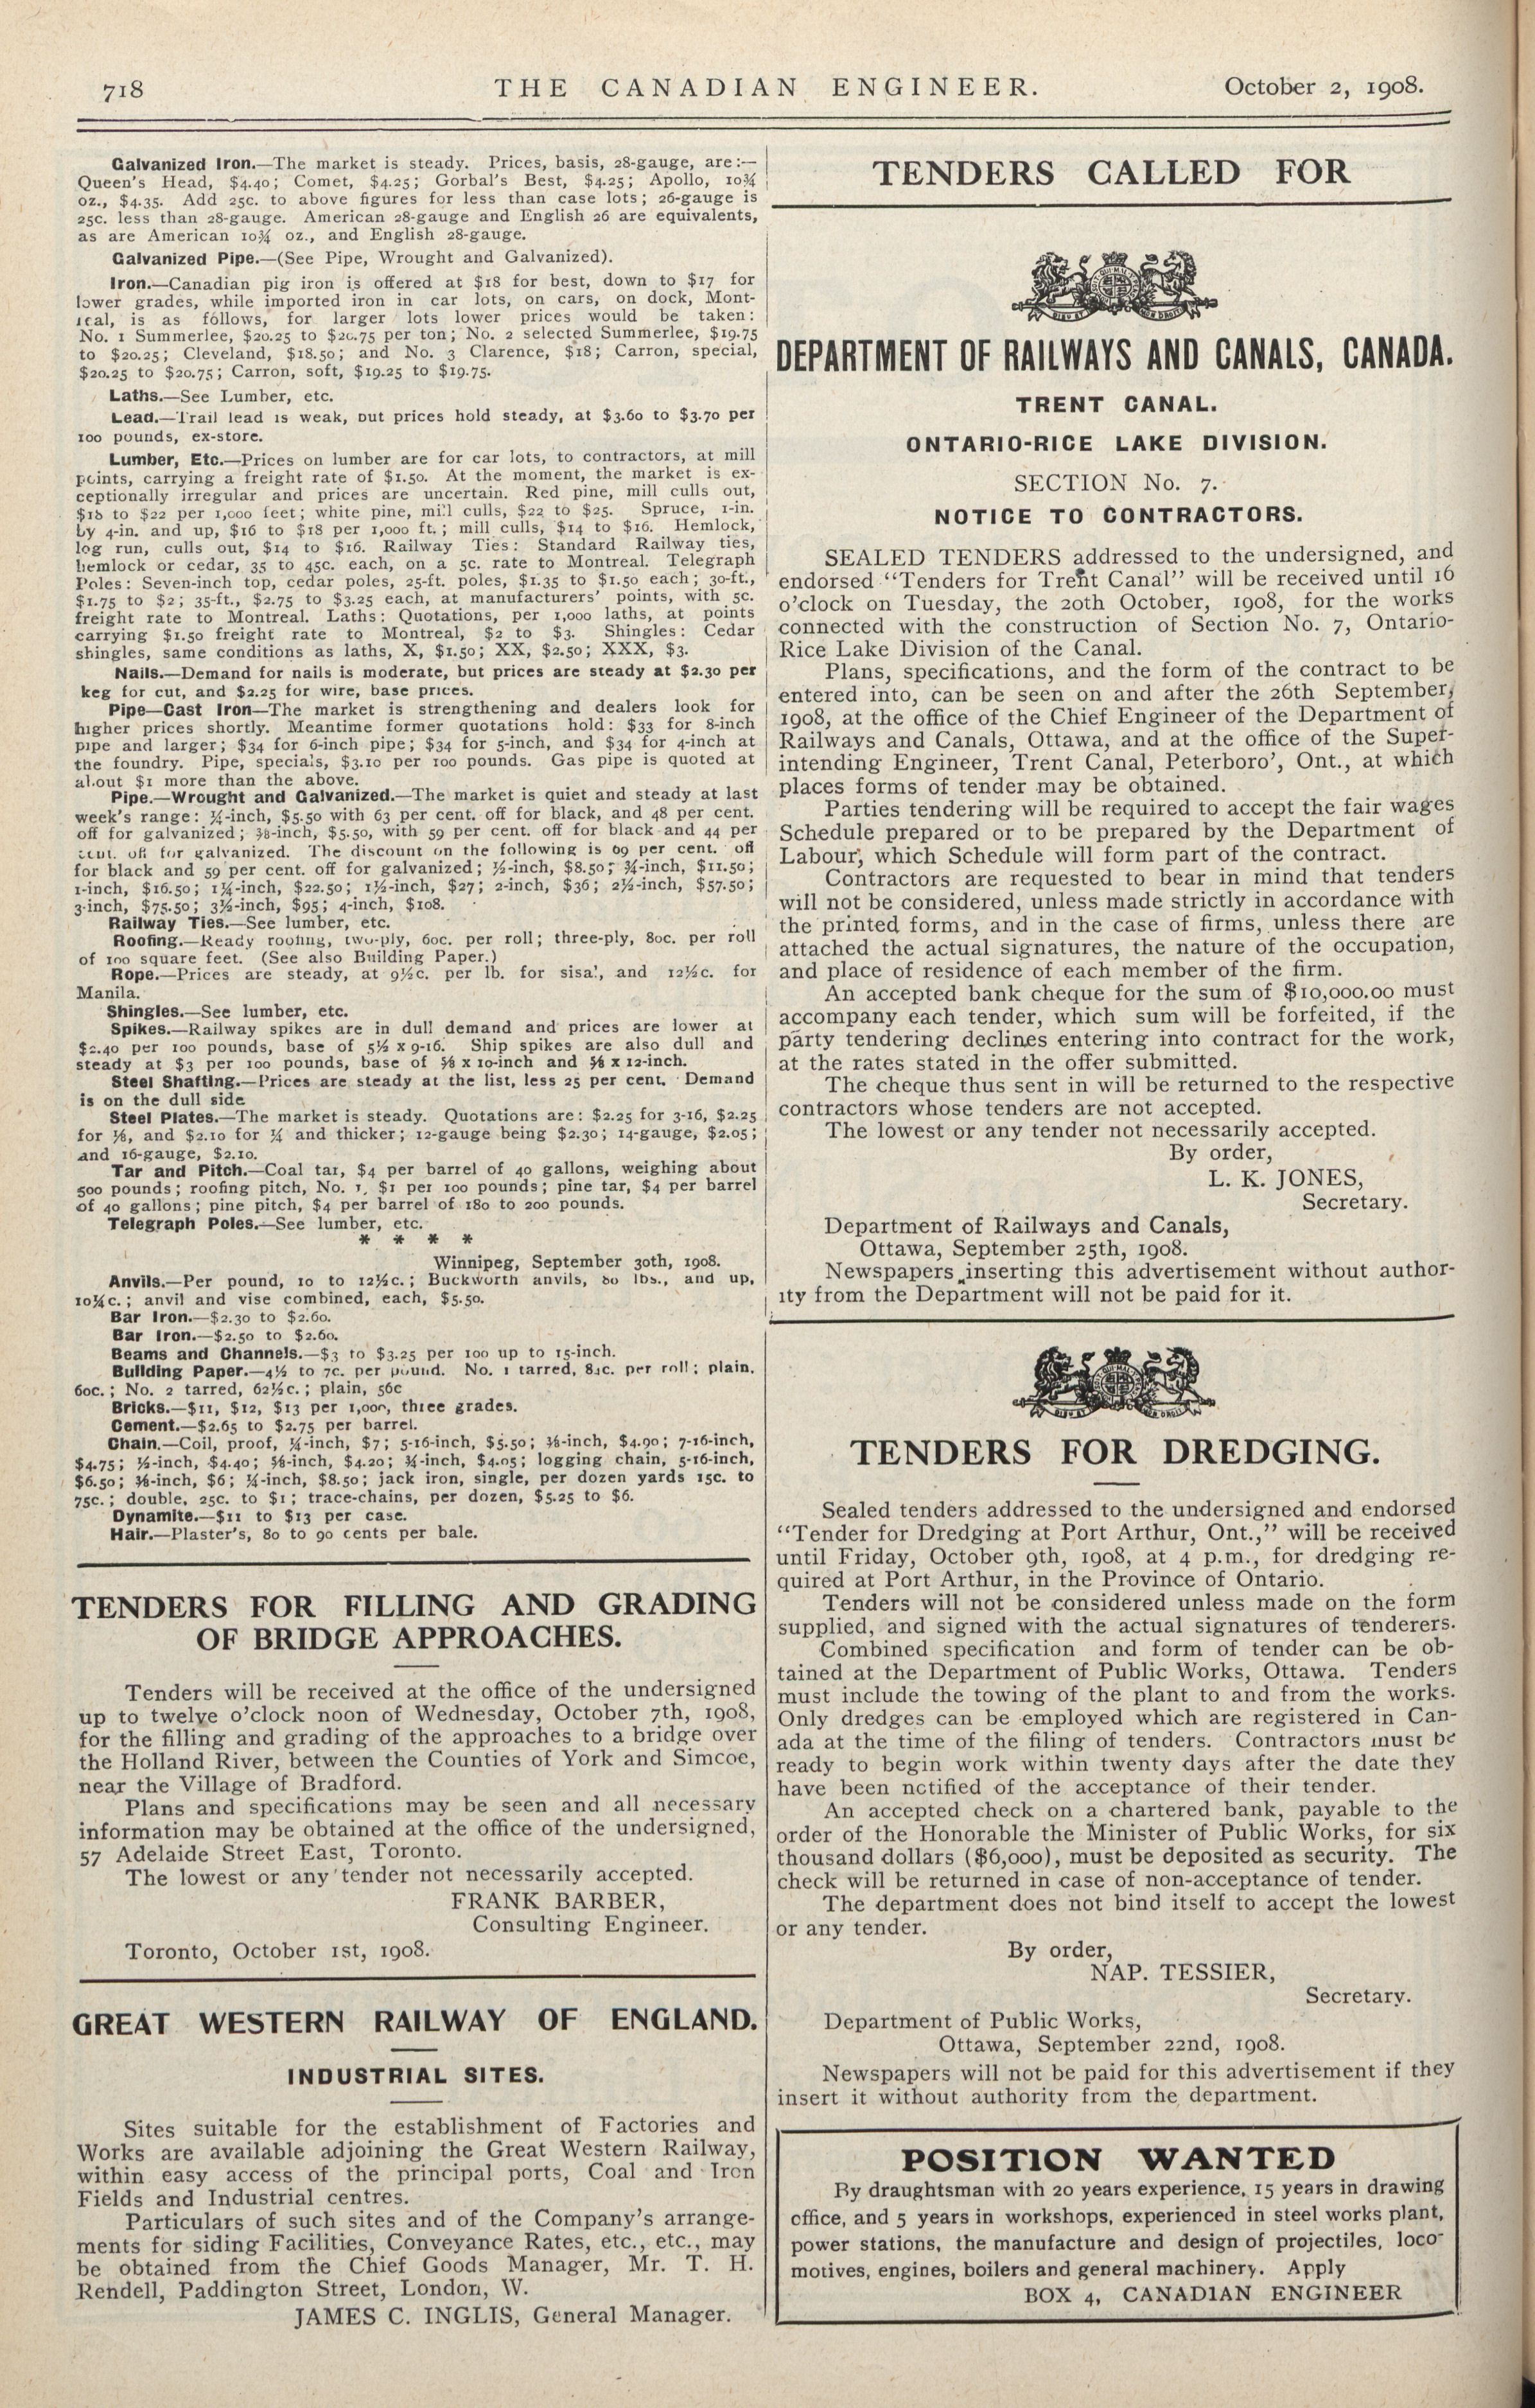 718
THE CANADIAN ENGINEER.
October 2, 1908.
Galvanized Iron.—The market is steady. Prices, basis, 28-gauge, are:—
Queen's Head, $4.40; Comet, $4.25; Gorbal's Best, $4.25; Apollo, 10¾
oz., $4.35. Add 25c. to above figures for less than case lots; 26-gauge is
25c. less than 28-gauge. American 28-gauge and English 26 are equivalents,
as are American 10¾ oz., and English 28-gauge.
Galvanized Pipe.—(See Pipe, Wrought and Galvanized).
Iron.—Canadian pig iron is offered at $18 for best, down to $17 for
lower grades, while imported iron in car lots, on cars, on dock, Mont-
real, is as follows, for larger lots lower prices would be taken:
No. 1 Summerlee, $20.25 to $20.75 per ton; No. 2 selected Summerlee, $19.75
to $20.25; Cleveland, $18.50; and No. 3 Clarence, $18; Carron, special,
$20.25 to $20.75; Carron, soft, $19.25 to $19.75.
Laths.—See Lumber, etc.
Lead.—Trail lead is weak, but prices hold steady, at $3.60 to $3.70 per
100 pounds, ex-store.
Lumber, Etc.—Prices on lumber are for car lots, to contractors, at mill
points, carrying a freight rate of $1.50. At the moment, the market is ex-
ceptionally irregular and prices are uncertain. Red pine, mill culls out,
$18 to $22 per 1,000 feet; white pine, mill culls, $22 to $25. Spruce, 1-in.
by 4-in. and up, $16 to $18 per 1,000 ft.; mill culls, $14 to $16. Hemlock,
log run, culls out, $14 to $16. Railway Ties: Standard Railway ties,
hemlock or cedar, 35 to 45c. each, on a 5c. rate to Montreal. Telegraph
Poles: Seven-inch top, cedar poles, 25-ft. poles, $1.35 to $1.50 each; 30-ft.,
$1.75 to $2; 35-ft., $2.75 to $3.25 each, at manufacturers' points, with 5c.
freight rate to Montreal. Laths: Quotations, per 1,000 laths, at points
carrying $1.50 freight rate to Montreal, $2 to $3. Shingles: Cedar
shingles, same conditions as laths, X, $1.50; XX, $2.50; XXX, $3.
Nails.—Demand for nails is moderate, but prices are steady at $2.30 per
keg for cut, and $2.25 for wire, base prices.
Pipe—Cast Iron—The market is strengthening and dealers look for
higher prices shortly. Meantime former quotations hold: $33 for 8-inch
pipe and larger; $34 for 6-inch pipe; $34 for 5-inch, and $34 for 4-inch at
the foundry. Pipe, specials, $3.10 per 100 pounds. Gas pipe is quoted at
about $1 more than the above.
Pipe.—Wrought and Galvanized.—The market is quiet and steady at last
week's range: ¼-inch, $5.50 with 63 per cent. off for black, and 48 per cent.
off for galvanized; ⅜-inch, $5.50, with 59 per cent. off for black and 44 per
cent. off for galvanized. The discount on the following is 69 per cent. off
for black and 59 per cent. off for galvanized; ½-inch, $8.50; ¾-inch, $11.50;
1-inch, $16.50; 1¼-inch, $22.50; 1½-inch, $27; 2-inch, $36; 2½-inch, $57.50;
3-inch, $75.50; 3½-inch, $95; 4-inch, $108.
Railway Ties.—See lumber, etc.
Roofing.—Ready roofing, two-ply, 60c. per roll; three-ply, 80c. per roll
of 100 square feet. (See also Building Paper.)
Rope.—Prices are steady, at 9½c. per lb. for sisal, and 12½c. for
Manila.
Shingles.—See lumber, etc.
Spikes.—Railway spikes are in dull demand and prices are lower at
$2.40 per 100 pounds, base of 5½ x 9-16. Ship spikes are also dull and
steady at $3 per 100 pounds, base of ⅝ x 10-inch and ⅝ x 12-inch.
Steel Shafting.—Prices are steady at the list, less 25 per cent. Demand
is on the dull side
Steel Plates.—The market is steady. Quotations are: $2.25 for 3-16, $2.25
for ⅛, and $2.10 for ¼ and thicker; 12-gauge being $2.30; 14-gauge, $2.05;
and 16-gauge, $2.10.
Tar and Pitch.—Coal tar, $4 per barrel of 40 gallons, weighing about
500 pounds; roofing pitch, No. 1, $1 per 100 pounds; pine tar, $4 per barrel
of 40 gallons; pine pitch, $4 per barrel of 180 to 200 pounds.
Telegraph Poles.—See lumber, etc.
* * * *
Winnipeg, September 30th, 1908.
Anvils.—Per pound, 10 to 12½c.; Buckworth anvils, 80 lbs., and up,
10¼c.; anvil and vise combined, each, $5.50.
Bar Iron.—$2.30 to $2.60.
Bar Iron.—$2.50 to $2.60.
Beams and Channels.—$3 to $3.25 per 100 up to 15-inch.
Building Paper.—4½ to 7c. per pound. No. 1 tarred, 84c. per roll; plain,
60c.; No. 2 tarred, 62½c.; plain, 56c
Bricks.—$11, $12, $13 per 1,000, three grades.
Cement.—$2.65 to $2.75 per barrel.
Chain.—Coil, proof, ¼-inch, $7; 5-16-inch, $5.50; ⅜-inch, $4.90; 7-16-inch,
$4.75; ½-inch, $4.40; ⅝-inch, $4.20; ¾-inch, $4.05; logging chain, 5-16-inch,
$6.50; ⅜-inch, $6; ¼-inch, $8.50; jack iron, single, per dozen yards 15c. to
75c.; double, 25c. to $1; trace-chains, per dozen, $5.25 to $6.
Dynamite.—$11 to $13 per case.
Hair.—Plaster's, 80 to 90 cents per bale.
TENDERS FOR FILLING AND GRADING
OF BRIDGE APPROACHES.
Tenders will be received at the office of the undersigned
up to twelve o'clock noon of Wednesday, October 7th, 1908,
for the filling and grading of the approaches to a bridge over
the Holland River, between the Counties of York and Simcoe,
near the Village of Bradford.
Plans and specifications may be seen and all necessary
information may be obtained at the office of the undersigned,
57 Adelaide Street East, Toronto.
The lowest or any tender not necessarily accepted.
FRANK BARBER,
Consulting Engineer.
Toronto, October 1st, 1908.
GREAT WESTERN RAILWAY OF ENGLAND.
INDUSTRIAL SITES.
Sites suitable for the establishment of Factories and
Works are available adjoining the Great Western Railway,
within easy access of the principal ports, Coal and Iron
Fields and Industrial centres.
Particulars of such sites and of the Company's arrange-
ments for siding Facilities, Conveyance Rates, etc., etc., may
be obtained from the Chief Goods Manager, Mr. T. H.
Rendell, Paddington Street, London, W.
JAMES C. INGLIS, General Manager.
TENDERS CALLED FOR
DEPARTMENT OF RAILWAYS AND CANALS, CANADA.
TRENT CANAL.
ONTARIO-RICE LAKE DIVISION.
SECTION No. 7.
NOTICE TO CONTRACTORS.
SEALED TENDERS addressed to the undersigned, and
endorsed "Tenders for Trent Canal" will be received until 16
o'clock on Tuesday, the 20th October, 1908, for the works
connected with the construction of Section No. 7, Ontario-
Rice Lake Division of the Canal.
Plans, specifications, and the form of the contract to be
entered into, can be seen on and after the 26th September,
1908, at the office of the Chief Engineer of the Department of
Railways and Canals, Ottawa, and at the office of the Super-
intending Engineer, Trent Canal, Peterboro', Ont., at which
places forms of tender may be obtained.
Parties tendering will be required to accept the fair wages
Schedule prepared or to be prepared by the Department of
Labour, which Schedule will form part of the contract.
Contractors are requested to bear in mind that tenders
will not be considered, unless made strictly in accordance with
the printed forms, and in the case of firms, unless there are
attached the actual signatures, the nature of the occupation,
and place of residence of each member of the firm.
An accepted bank cheque for the sum of $10,000.00 must
accompany each tender, which sum will be forfeited, if the
party tendering declines entering into contract for the work,
at the rates stated in the offer submitted.
The cheque thus sent in will be returned to the respective
contractors whose tenders are not accepted.
The lowest or any tender not necessarily accepted.
By order,
L. K. JONES,
Secretary.
Department of Railways and Canals,
Ottawa, September 25th, 1908.
Newspapers inserting this advertisement without author-
ity from the Department will not be paid for it.
TENDERS FOR DREDGING.
Sealed tenders addressed to the undersigned and endorsed
"Tender for Dredging at Port Arthur, Ont.," will be received
until Friday, October 9th, 1908, at 4 p.m., for dredging re-
quired at Port Arthur, in the Province of Ontario.
Tenders will not be considered unless made on the form
supplied, and signed with the actual signatures of tenderers.
Combined specification and form of tender can be ob-
tained at the Department of Public Works, Ottawa. Tenders
must include the towing of the plant to and from the works.
Only dredges can be employed which are registered in Can-
ada at the time of the filing of tenders. Contractors must be
ready to begin work within twenty days after the date they
have been notified of the acceptance of their tender.
An accepted check on a chartered bank, payable to the
order of the Honorable the Minister of Public Works, for six
thousand dollars ($6,000), must be deposited as security. The
check will be returned in case of non-acceptance of tender.
The department does not bind itself to accept the lowest
or any tender.
By order,
NAP. TESSIER,
Secretary.
Department of Public Works,
Ottawa, September 22nd, 1908.
Newspapers will not be paid for this advertisement if they
insert it without authority from the department.
POSITION WANTED
By draughtsman with 20 years experience, 15 years in drawing
office, and 5 years in workshops, experienced in steel works plant,
power stations, the manufacture and design of projectiles, loco-
motives, engines, boilers and general machinery. Apply
BOX 4, CANADIAN ENGINEER